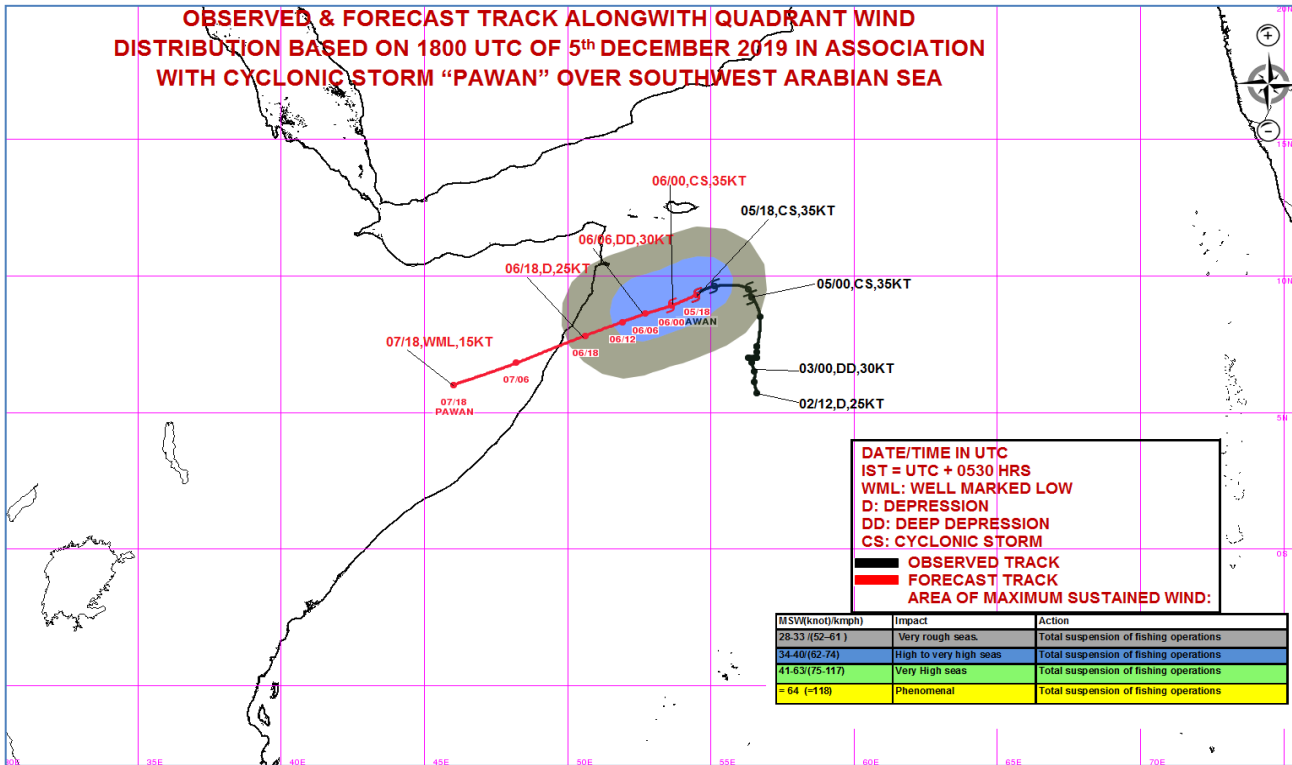 OBSERVED & FORECAST TRACK ALONGWITH QUADRANT WIND
DISTRIBUTION BASED ON 1800 UTC OF 5th DECEMBER 2019 IN ASSOCIATION
WITH CYCLONIC STORM “PAWAN” OVER SOUTHWEST ARABIAN SEA
20N
+
−
15N
06/00,CS,35KT
05/18,CS,35KT
06/06,DD,30KT
06/18,D,25KT
10N
05/00,CS,35KT
05/18
AWAN
06/00
06/06
06/12
06/18
07/18,WML,15KT
03/00,DD,30KT
07/06
07/18
PAWAN
02/12,D,25KT
5N
DATE/TIME IN UTC
IST = UTC + 0530 HRS
WML: WELL MARKED LOW
D: DEPRESSION
DD: DEEP DEPRESSION
CS: CYCLONIC STORM
OBSERVED TRACK
FORECAST TRACK
AREA OF MAXIMUM SUSTAINED WIND:
0S
MSW(knot)/kmph) Impact Action
28-33 /(52–61 ) Very rough seas. Total suspension of fishing operations
34-40/(62-74) High to very high seas Total suspension of fishing operations
41-63/(75-117) Very High seas Total suspension of fishing operations
= 64 (=118) Phenomenal Total suspension of fishing operations
35E 40E 45E 50E 55E 60E 65E 70E